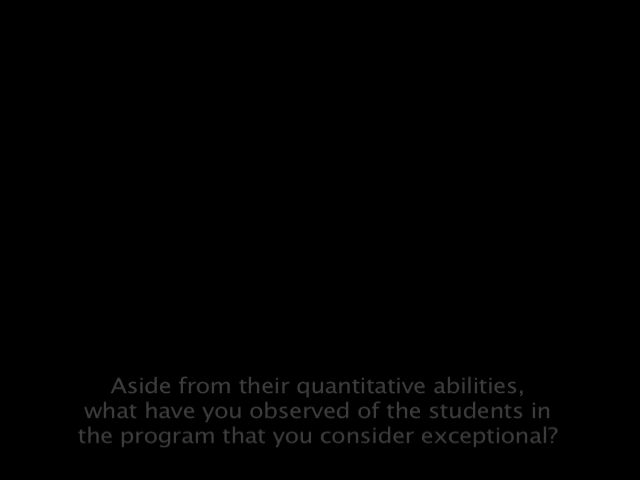 Aside from their quantitative abilities,
what have you observed of the students in
the program that you consider exceptional?